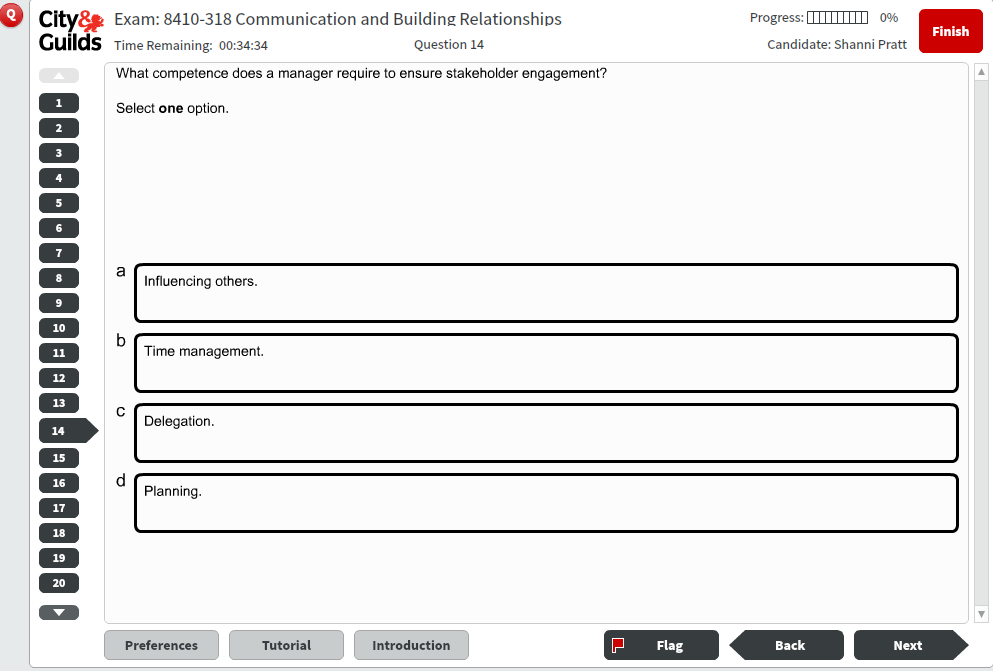 Q
City&
Guilds
Exam: 8410-318 Communication and Building Relationships
Progress: 0%
Finish
Time Remaining: 00:34:34
Question 14
Candidate: Shanni Pratt
What competence does a manager require to ensure stakeholder engagement?
Select one option.
1
2
3
4
5
6
7
8
9
10
11
12
13
14
15
16
17
18
19
20
a
Influencing others.
b
Time management.
c
Delegation.
d
Planning.
Preferences
Tutorial
Introduction
Flag
Back
Next